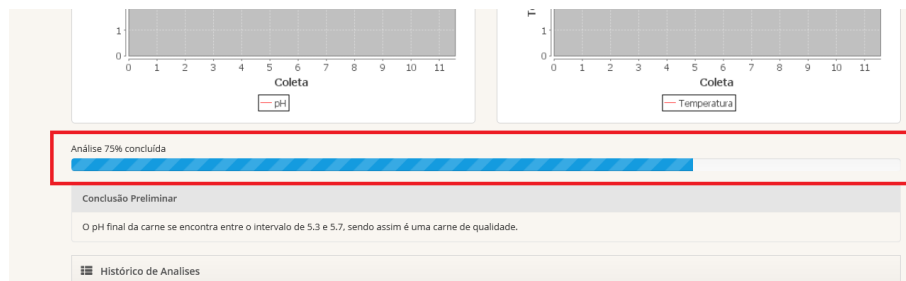 Te
1
1
0
0
0 1 2 3 4 5 6 7 8 9 10 11
0 1 2 3 4 5 6 7 8 9 10 11
Coleta
Coleta
pH
Temperatura
Análise 75% concluída
Conclusão Preliminar
O pH final da carne se encontra entre o intervalo de 5.3 e 5.7, sendo assim é uma carne de qualidade.
Histórico de Analises